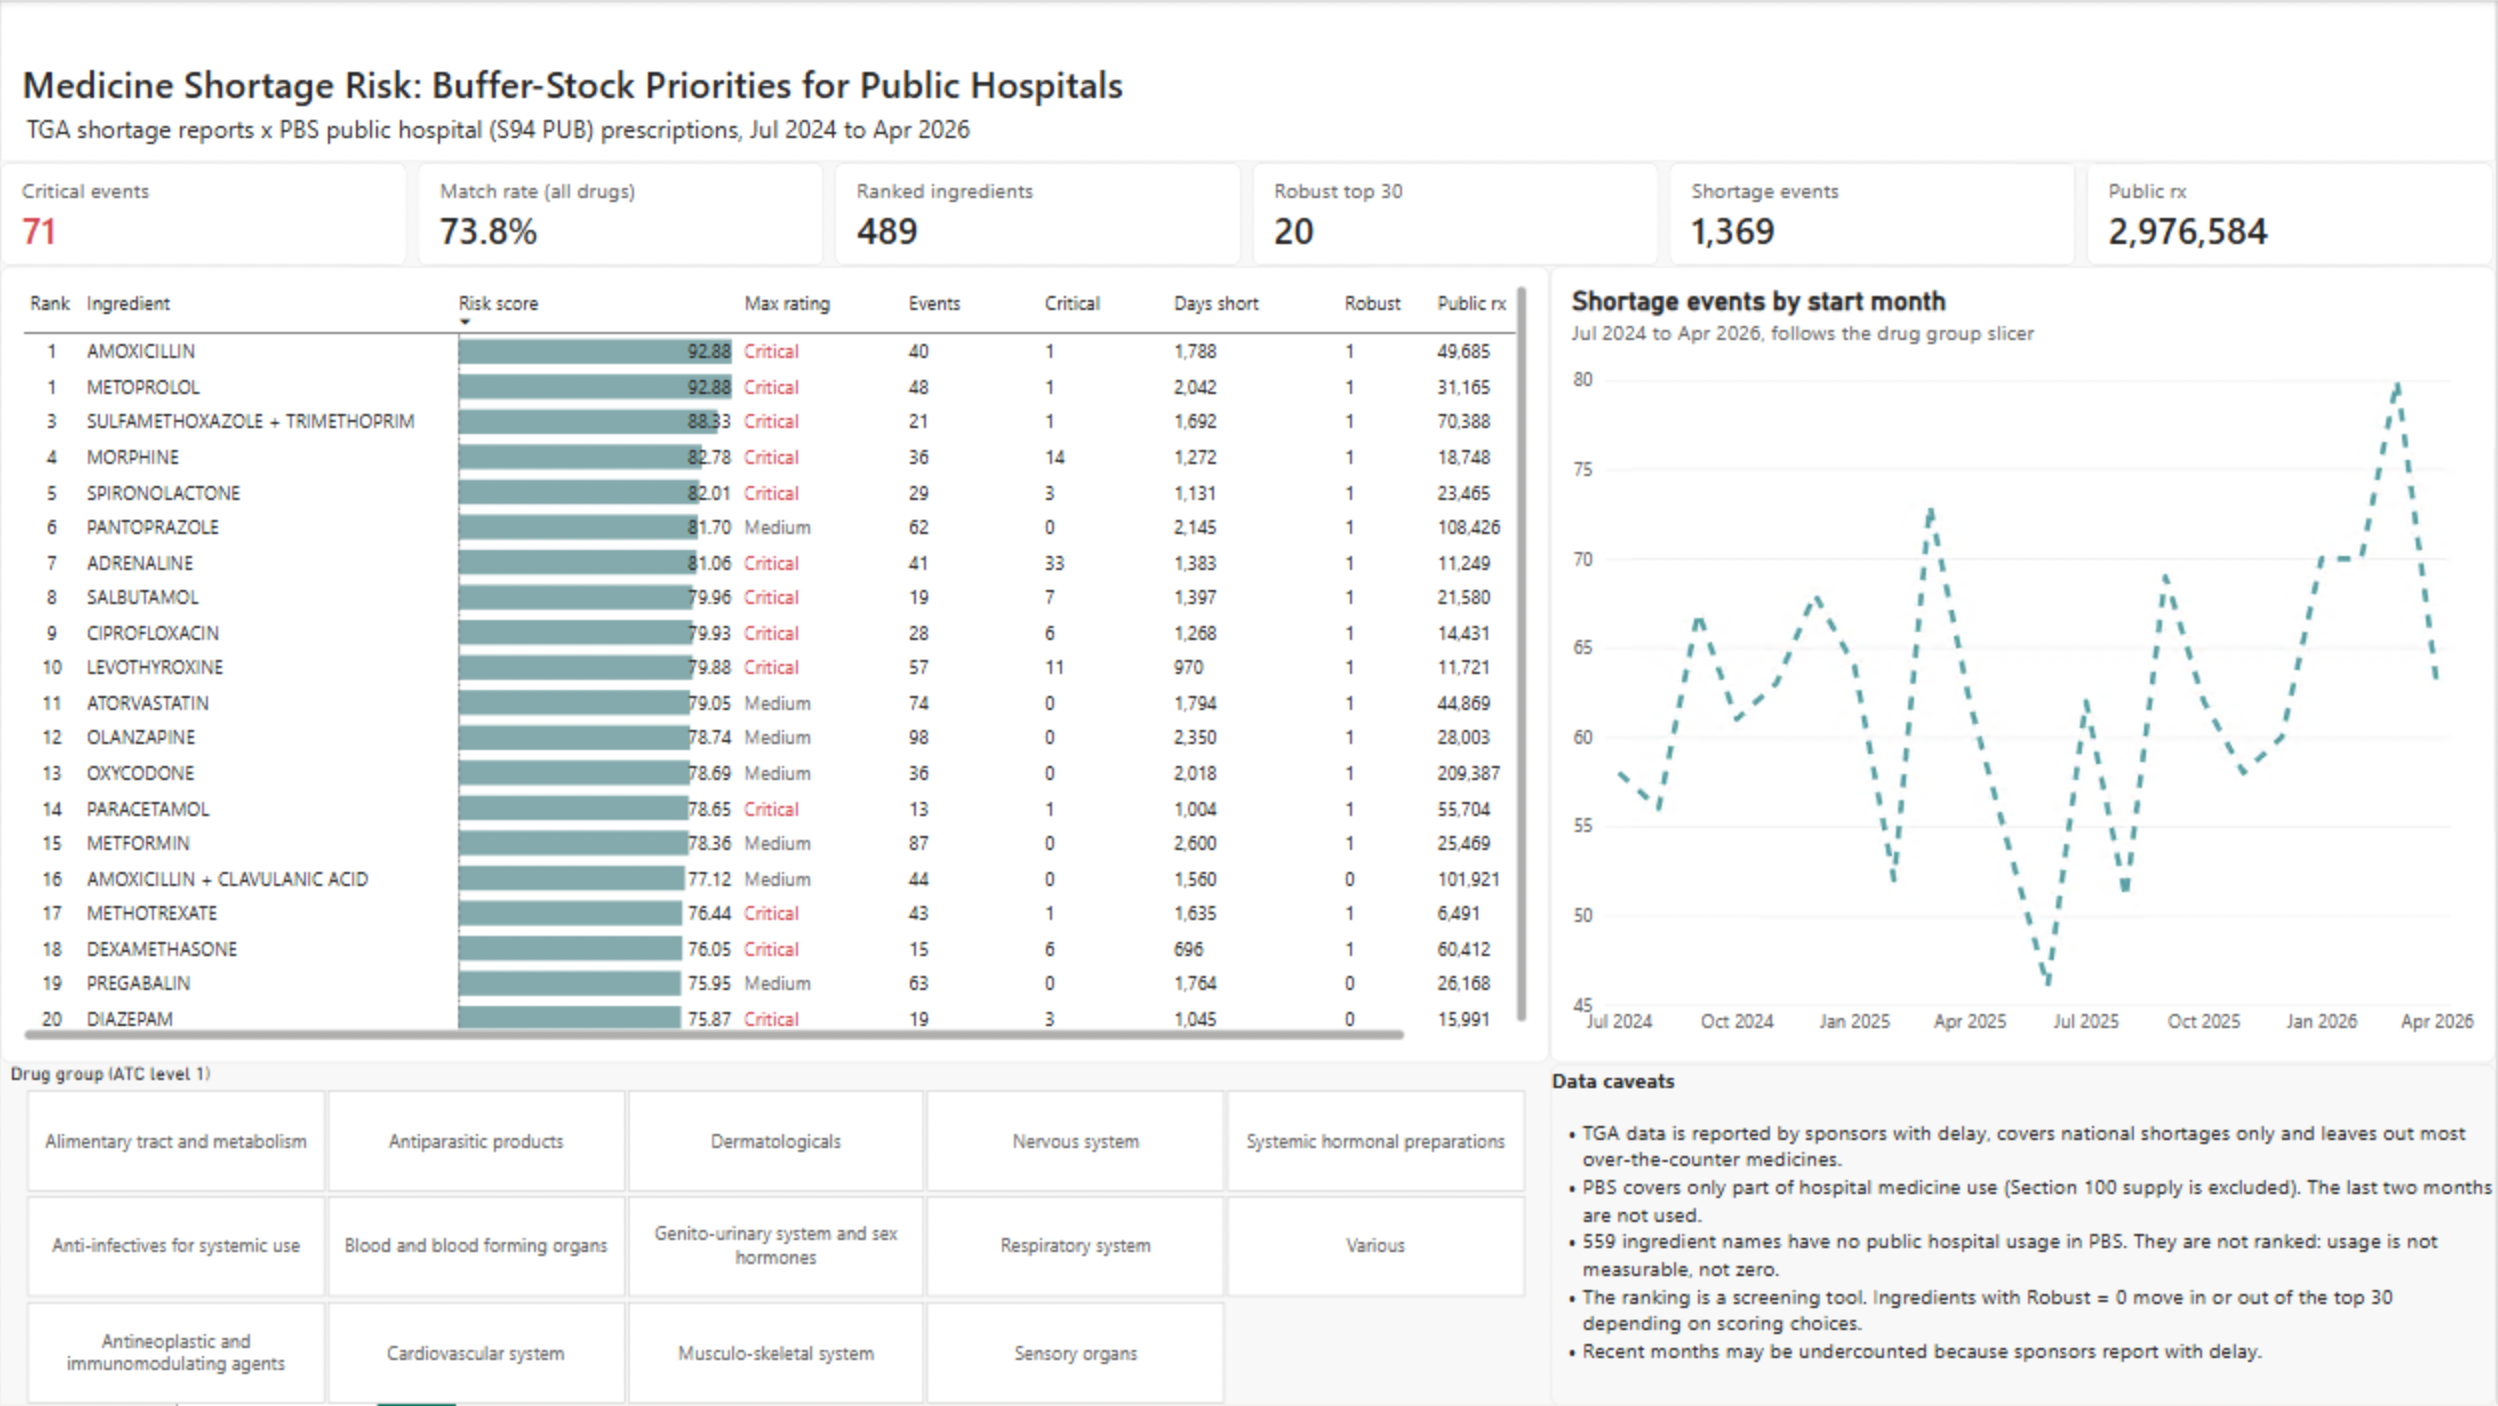 Medicine Shortage Risk: Buffer-Stock Priorities for Public Hospitals
TGA shortage reports x PBS public hospital (S94 PUB) prescriptions, Jul 2024 to Apr 2026
Critical events
71
Match rate (all drugs)
73.8%
Ranked ingredients
489
Robust top 30
20
Shortage events
1,369
Public rx
2,976,584
Rank Ingredient Risk score Max rating Events Critical Days short Robust Public rx
1 AMOXICILLIN 92.88 Critical 40 1 1,788 1 49,685
1 METOPROLOL 92.88 Critical 48 1 2,042 1 31,165
3 SULFAMETHOXAZOLE + TRIMETHOPRIM 88.33 Critical 21 1 1,692 1 70,388
4 MORPHINE 82.78 Critical 36 14 1,272 1 18,748
5 SPIRONOLACTONE 82.01 Critical 29 3 1,131 1 23,465
6 PANTOPRAZOLE 81.70 Medium 62 0 2,145 1 108,426
7 ADRENALINE 81.06 Critical 41 33 1,383 1 11,249
8 SALBUTAMOL 79.96 Critical 19 7 1,397 1 21,580
9 CIPROFLOXACIN 79.93 Critical 28 6 1,268 1 14,431
10 LEVOTHYROXINE 79.88 Critical 57 11 970 1 11,721
11 ATORVASTATIN 79.05 Medium 74 0 1,794 1 44,869
12 OLANZAPINE 78.74 Medium 98 0 2,350 1 28,003
13 OXYCODONE 78.69 Medium 36 0 2,018 1 209,387
14 PARACETAMOL 78.65 Critical 13 1 1,004 1 55,704
15 METFORMIN 78.36 Medium 87 0 2,600 1 25,469
16 AMOXICILLIN + CLAVULANIC ACID 77.12 Medium 44 0 1,560 0 101,921
17 METHOTREXATE 76.44 Critical 43 1 1,635 1 6,491
18 DEXAMETHASONE 76.05 Critical 15 6 696 1 60,412
19 PREGABALIN 75.95 Medium 63 0 1,764 0 26,168
20 DIAZEPAM 75.87 Critical 19 3 1,045 0 15,991
Shortage events by start month
Jul 2024 to Apr 2026, follows the drug group slicer
80
75
70
65
60
55
50
45
Jul 2024 Oct 2024 Jan 2025 Apr 2025 Jul 2025 Oct 2025 Jan 2026 Apr 2026
Drug group (ATC level 1)
Alimentary tract and metabolism
Antiparasitic products
Dermatologicals
Nervous system
Systemic hormonal preparations
Anti-infectives for systemic use
Blood and blood forming organs
Genito-urinary system and sex
hormones
Respiratory system
Various
Antineoplastic and
immunomodulating agents
Cardiovascular system
Musculo-skeletal system
Sensory organs
Data caveats
• TGA data is reported by sponsors with delay, covers national shortages only and leaves out most
over-the-counter medicines.
• PBS covers only part of hospital medicine use (Section 100 supply is excluded). The last two months
are not used.
• 559 ingredient names have no public hospital usage in PBS. They are not ranked: usage is not
measurable, not zero.
• The ranking is a screening tool. Ingredients with Robust = 0 move in or out of the top 30
depending on scoring choices.
• Recent months may be undercounted because sponsors report with delay.